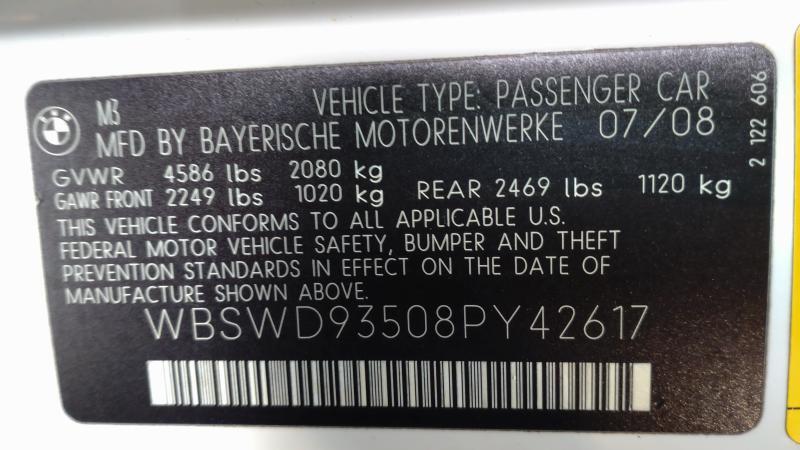 M3 VEHICLE TYPE: PASSENGER CAR
MFD BY BAYERISCHE MOTORENWERKE 07/08
GVWR 4586 lbs 2080 kg
GAWR FRONT 2249 lbs 1020 kg REAR 2469 lbs 1120 kg
THIS VEHICLE CONFORMS TO ALL APPLICABLE U.S.
FEDERAL MOTOR VEHICLE SAFETY, BUMPER AND THEFT
PREVENTION STANDARDS IN EFFECT ON THE DATE OF
MANUFACTURE SHOWN ABOVE.
WBSWD93508PY42617
2 122 606